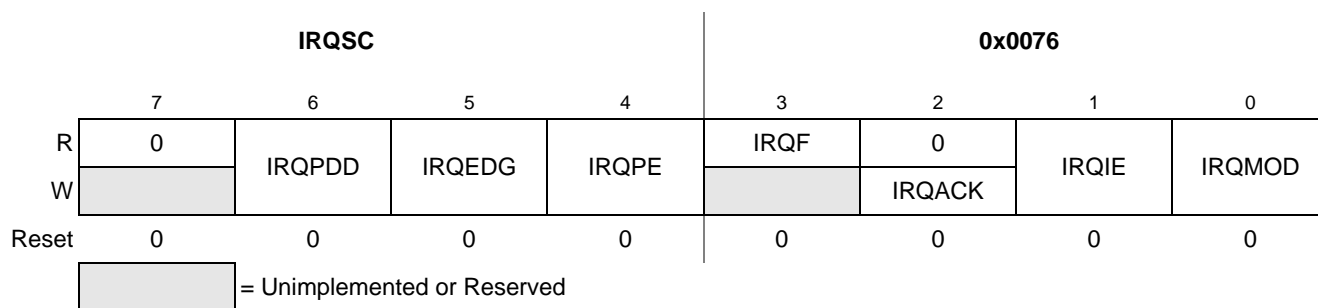 IRQSC 0x0076
7 6 5 4 3 2 1 0
R 0 IRQPDD IRQEDG IRQPE IRQF 0 IRQIE IRQMOD
W IRQACK
Reset 0 0 0 0 0 0 0 0
= Unimplemented or Reserved